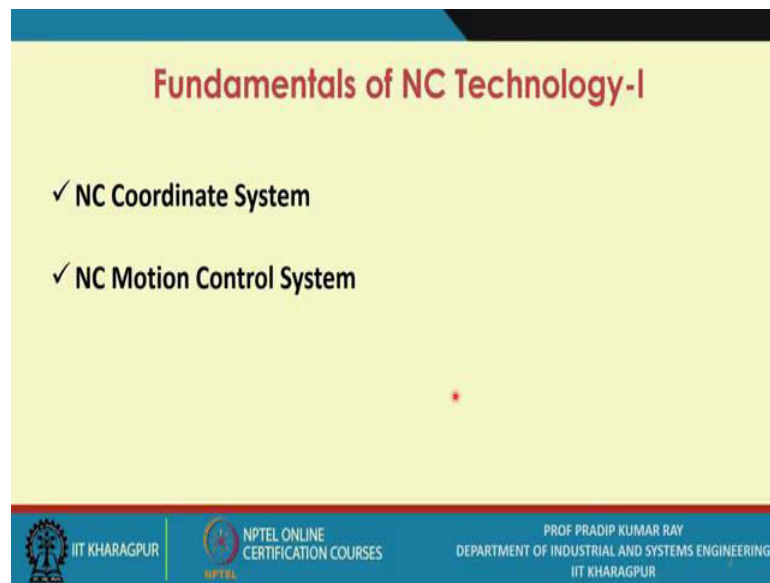 Fundamentals of NC Technology-I
✓ NC Coordinate System
✓ NC Motion Control System
IIT KHARAGPUR
NPTEL
NPTEL ONLINE
CERTIFICATION COURSES
PROF PRADIP KUMAR RAY
DEPARTMENT OF INDUSTRIAL AND SYSTEMS ENGINEERING
IIT KHARAGPUR